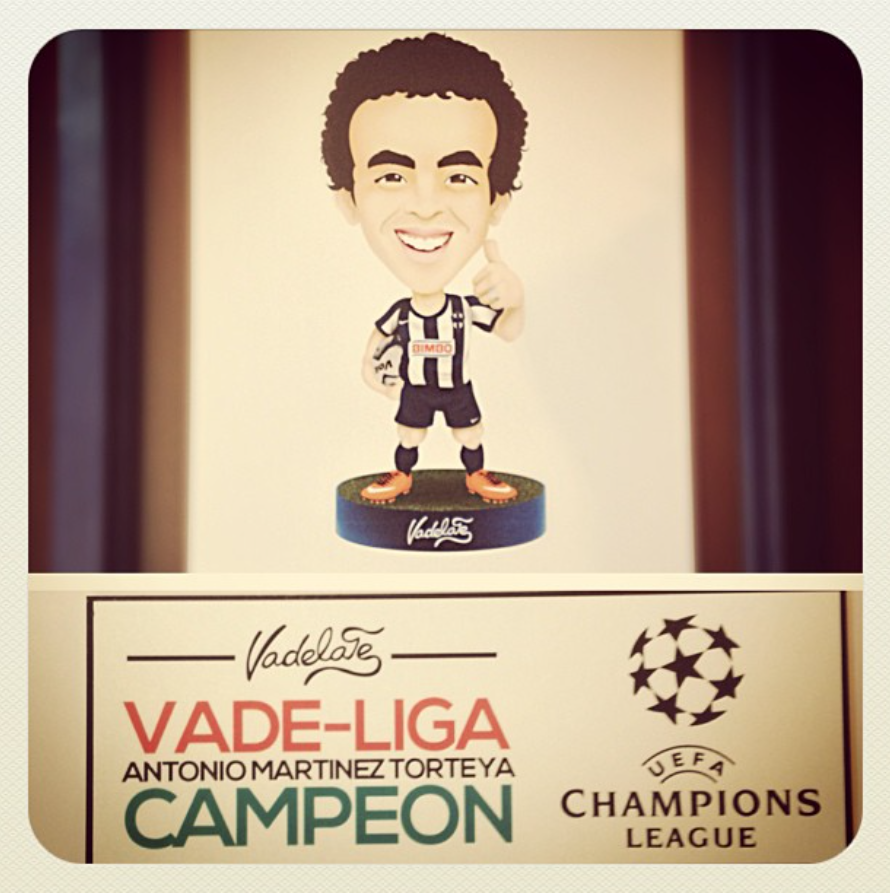 BIMBO
VadelaTe
VadelaTe
VADE-LIGA
ANTONIO MARTINEZ TORTEYA
CAMPEON
UEFA
CHAMPIONS
LEAGUE